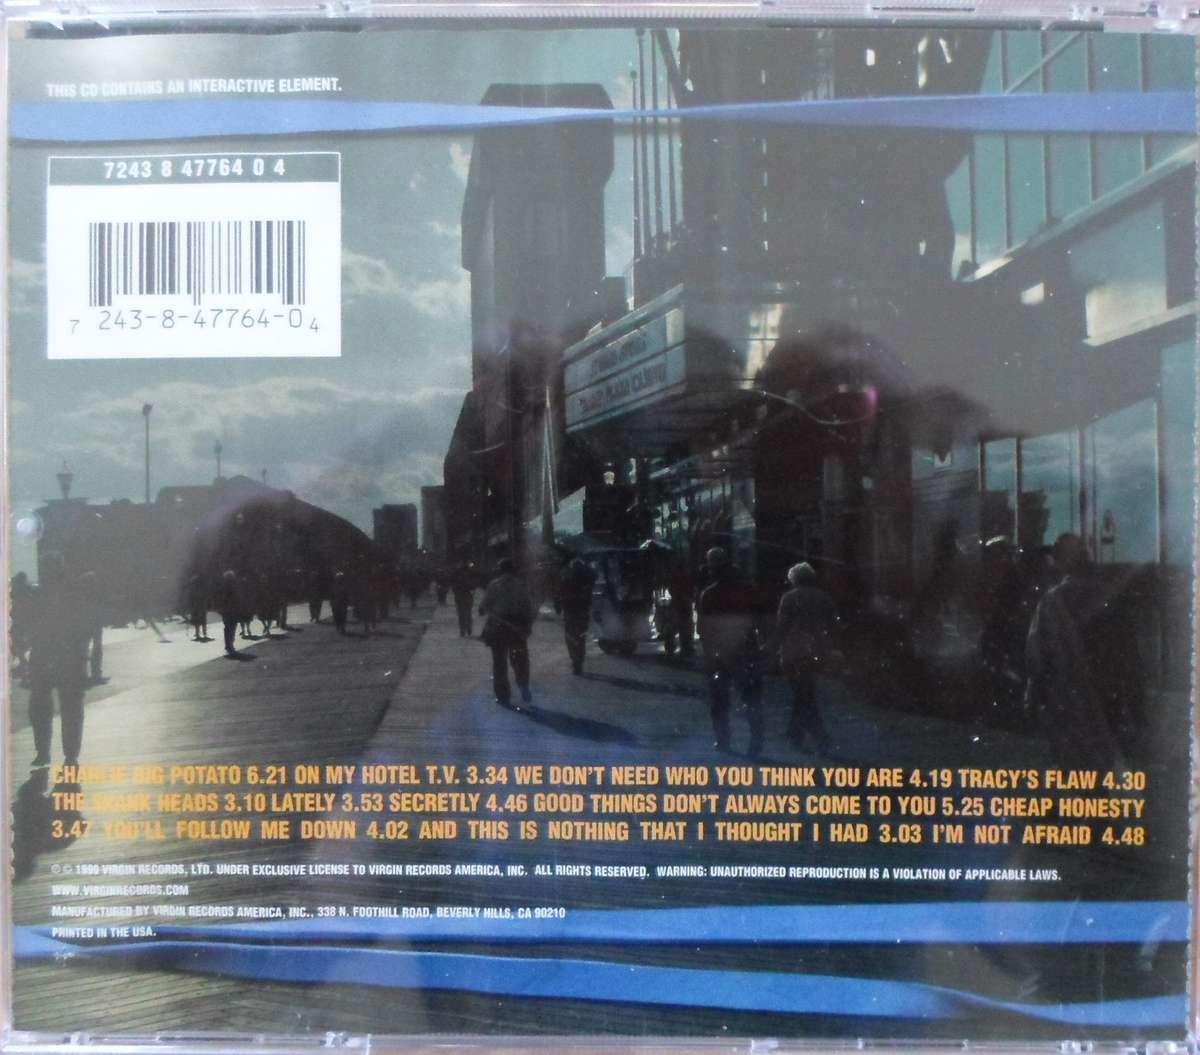 THIS CD CONTAINS AN INTERACTIVE ELEMENT.
7243 8 47764 0 4
7 243-8-47764-0 4
CHARLIE BIG POTATO 6.21 ON MY HOTEL T.V. 3.34 WE DON'T NEED WHO YOU THINK YOU ARE 4.19 TRACY'S FLAW 4.30
THE SKANK HEADS 3.10 LATELY 3.53 SECRETLY 4.46 GOOD THINGS DON'T ALWAYS COME TO YOU 5.25 CHEAP HONESTY
3.47 YOU'LL FOLLOW ME DOWN 4.02 AND THIS IS NOTHING THAT I THOUGHT I HAD 3.03 I'M NOT AFRAID 4.48
℗ © 1999 VIRGIN RECORDS, LTD. UNDER EXCLUSIVE LICENSE TO VIRGIN RECORDS AMERICA, INC. ALL RIGHTS RESERVED. WARNING: UNAUTHORIZED REPRODUCTION IS A VIOLATION OF APPLICABLE LAWS.
WWW.VIRGINRECORDS.COM
MANUFACTURED BY VIRGIN RECORDS AMERICA, INC., 338 N. FOOTHILL ROAD, BEVERLY HILLS, CA 90210
PRINTED IN THE USA.